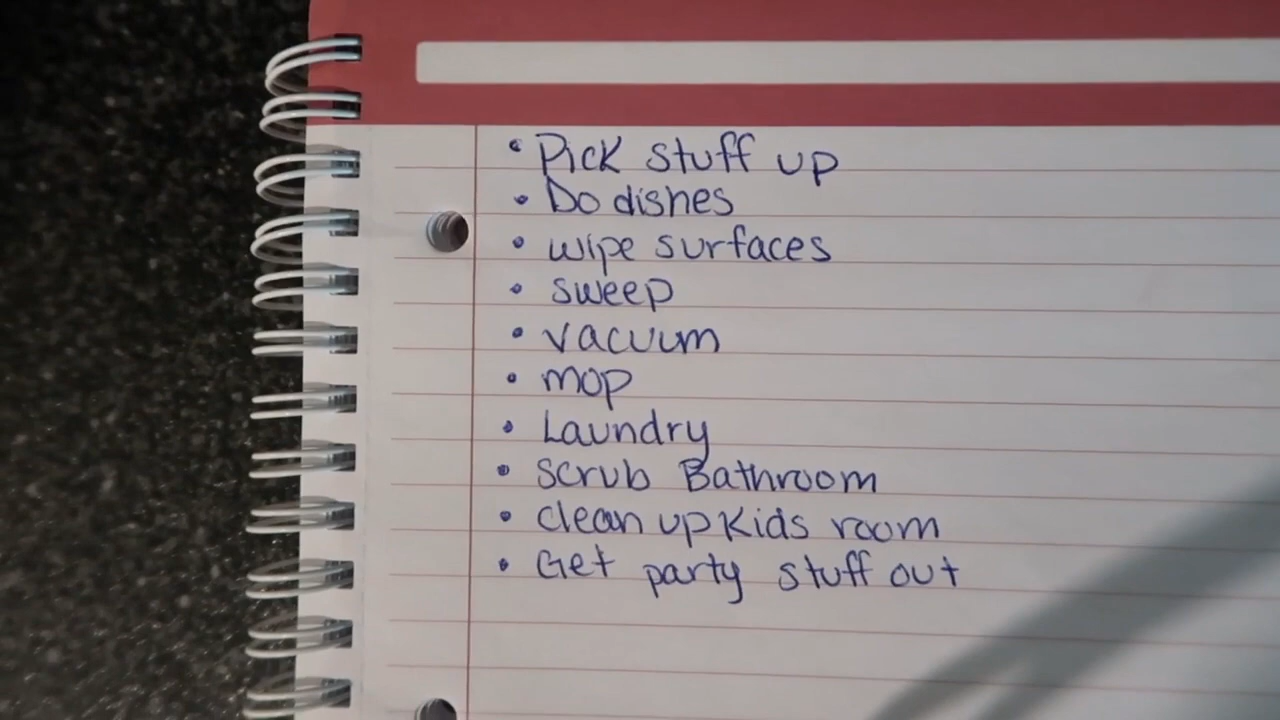 • Pick stuff up
• Do dishes
• wipe surfaces
• sweep
• vacuum
• mop
• Laundry
• scrub Bathroom
• clean up kids room
• Get party stuff out